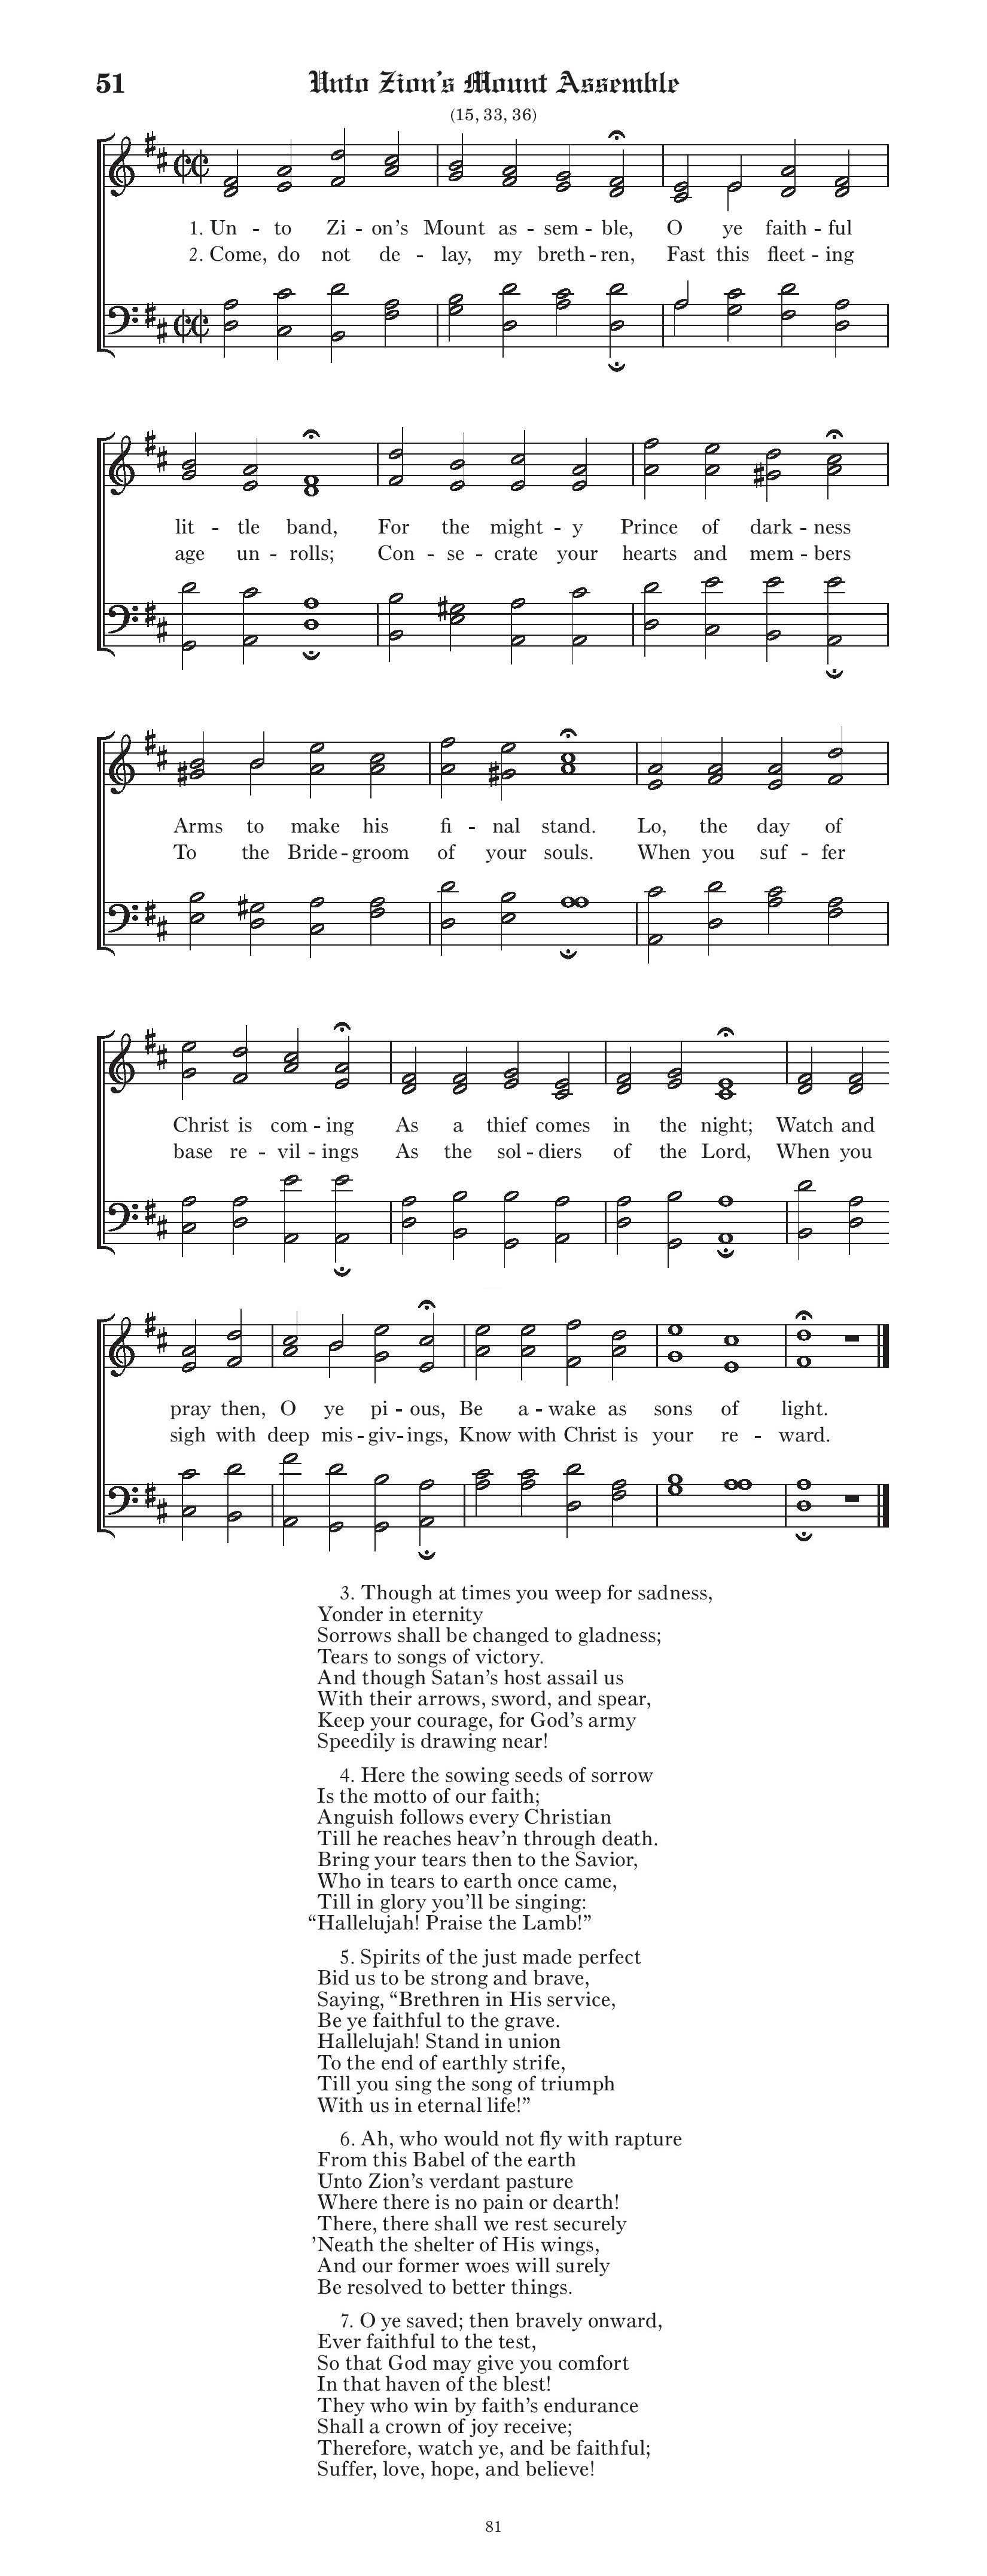 51
Unto Zion's Mount Assemble
(15, 33, 36)
1. Un - to Zi - on's Mount as - sem - ble, O ye faith - ful
2. Come, do not de - lay, my breth - ren, Fast this fleet - ing
lit - tle band, For the might - y Prince of dark - ness
age un - rolls; Con - se - crate your hearts and mem - bers
Arms to make his fi - nal stand. Lo, the day of
To the Bride - groom of your souls. When you suf - fer
Christ is com - ing As a thief comes in the night; Watch and
base re - vil - ings As the sol - diers of the Lord, When you
pray then, O ye pi - ous, Be a - wake as sons of light.
sigh with deep mis - giv - ings, Know with Christ is your re - ward.
3. Though at times you weep for sadness,
Yonder in eternity
Sorrows shall be changed to gladness;
Tears to songs of victory.
And though Satan's host assail us
With their arrows, sword, and spear,
Keep your courage, for God's army
Speedily is drawing near!
4. Here the sowing seeds of sorrow
Is the motto of our faith;
Anguish follows every Christian
Till he reaches heav'n through death.
Bring your tears then to the Savior,
Who in tears to earth once came,
Till in glory you'll be singing:
“Hallelujah! Praise the Lamb!”
5. Spirits of the just made perfect
Bid us to be strong and brave,
Saying, “Brethren in His service,
Be ye faithful to the grave.
Hallelujah! Stand in union
To the end of earthly strife,
Till you sing the song of triumph
With us in eternal life!”
6. Ah, who would not fly with rapture
From this Babel of the earth
Unto Zion's verdant pasture
Where there is no pain or dearth!
There, there shall we rest securely
’Neath the shelter of His wings,
And our former woes will surely
Be resolved to better things.
7. O ye saved; then bravely onward,
Ever faithful to the test,
So that God may give you comfort
In that haven of the blest!
They who win by faith's endurance
Shall a crown of joy receive;
Therefore, watch ye, and be faithful;
Suffer, love, hope, and believe!
81